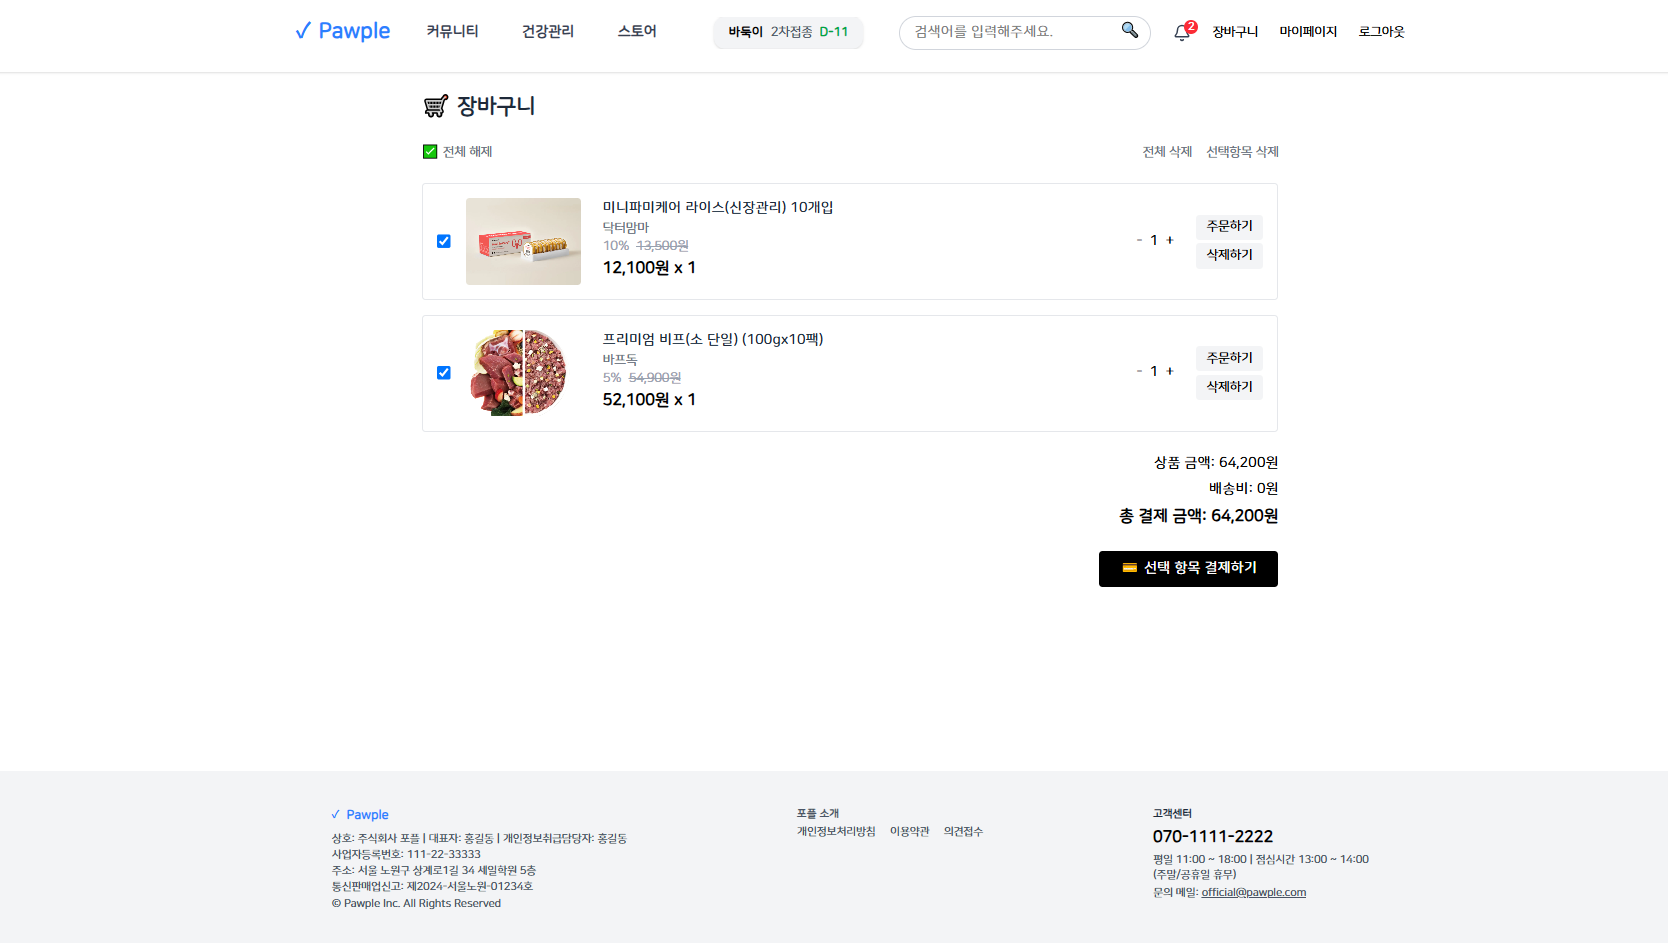 ✓ Pawple 커뮤니티 건강관리 스토어 바둑이 2차접종 D-11 검색어를 입력해주세요. 2 장바구니 마이페이지 로그아웃
장바구니
전체 해제 전체 삭제 선택항목 삭제
미니파미케어 라이스(신장관리) 10개입
닥터맘마
10% 13,500원
12,100원 x 1
- 1 +
주문하기
삭제하기
프리미엄 비프(소 단일) (100gx10팩)
바프독
5% 54,900원
52,100원 x 1
- 1 +
주문하기
삭제하기
상품 금액: 64,200원
배송비: 0원
총 결제 금액: 64,200원
선택 항목 결제하기
✓ Pawple
상호: 주식회사 포플 | 대표자: 홍길동 | 개인정보취급담당자: 홍길동
사업자등록번호: 111-22-33333
주소: 서울 노원구 상계로1길 34 세일학원 5층
통신판매업신고: 제2024-서울노원-01234호
© Pawple Inc. All Rights Reserved
포플 소개
개인정보처리방침 이용약관 의견접수
고객센터
070-1111-2222
평일 11:00 ~ 18:00 | 점심시간 13:00 ~ 14:00
(주말/공휴일 휴무)
문의 메일: official@pawple.com